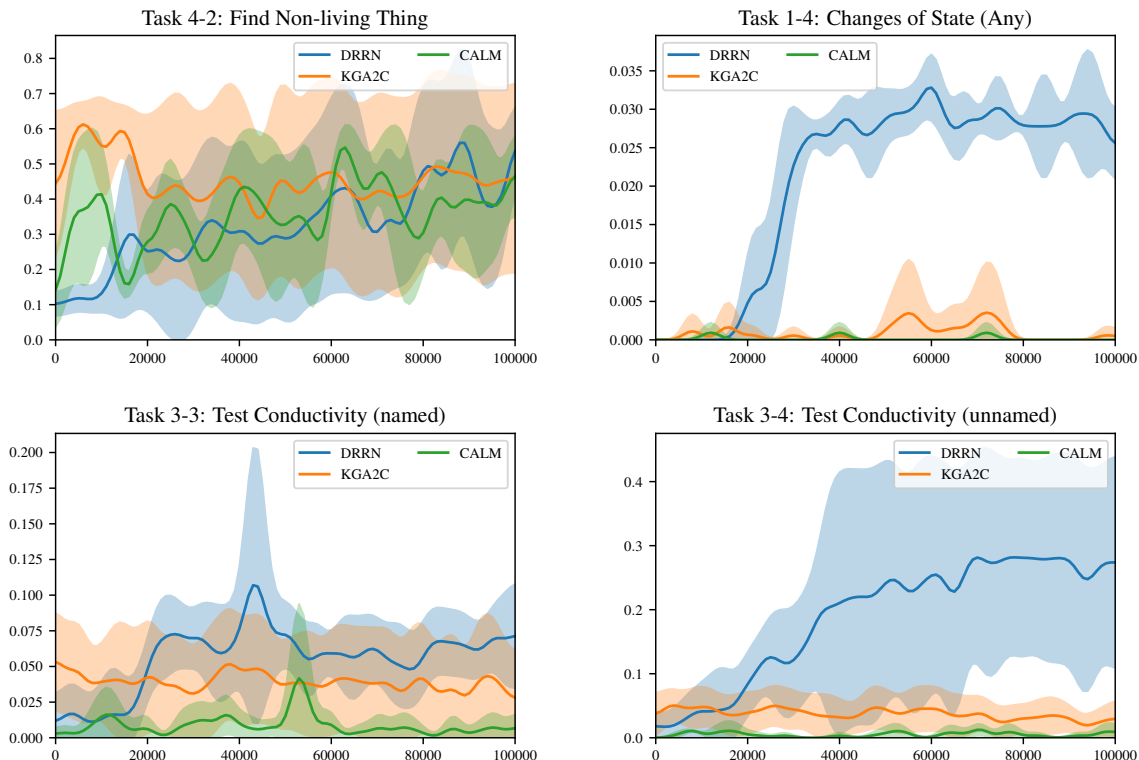 Task 4-2: Find Non-living Thing
DRRN CALM
KGA2C
0.8
0.7
0.6
0.5
0.4
0.3
0.2
0.1
0.0
0 20000 40000 60000 80000 100000
Task 1-4: Changes of State (Any)
DRRN CALM
KGA2C
0.035
0.030
0.025
0.020
0.015
0.010
0.005
0.000
0 20000 40000 60000 80000 100000
Task 3-3: Test Conductivity (named)
DRRN CALM
KGA2C
0.200
0.175
0.150
0.125
0.100
0.075
0.050
0.025
0.000
0 20000 40000 60000 80000 100000
Task 3-4: Test Conductivity (unnamed)
DRRN CALM
KGA2C
0.4
0.3
0.2
0.1
0.0
0 20000 40000 60000 80000 100000